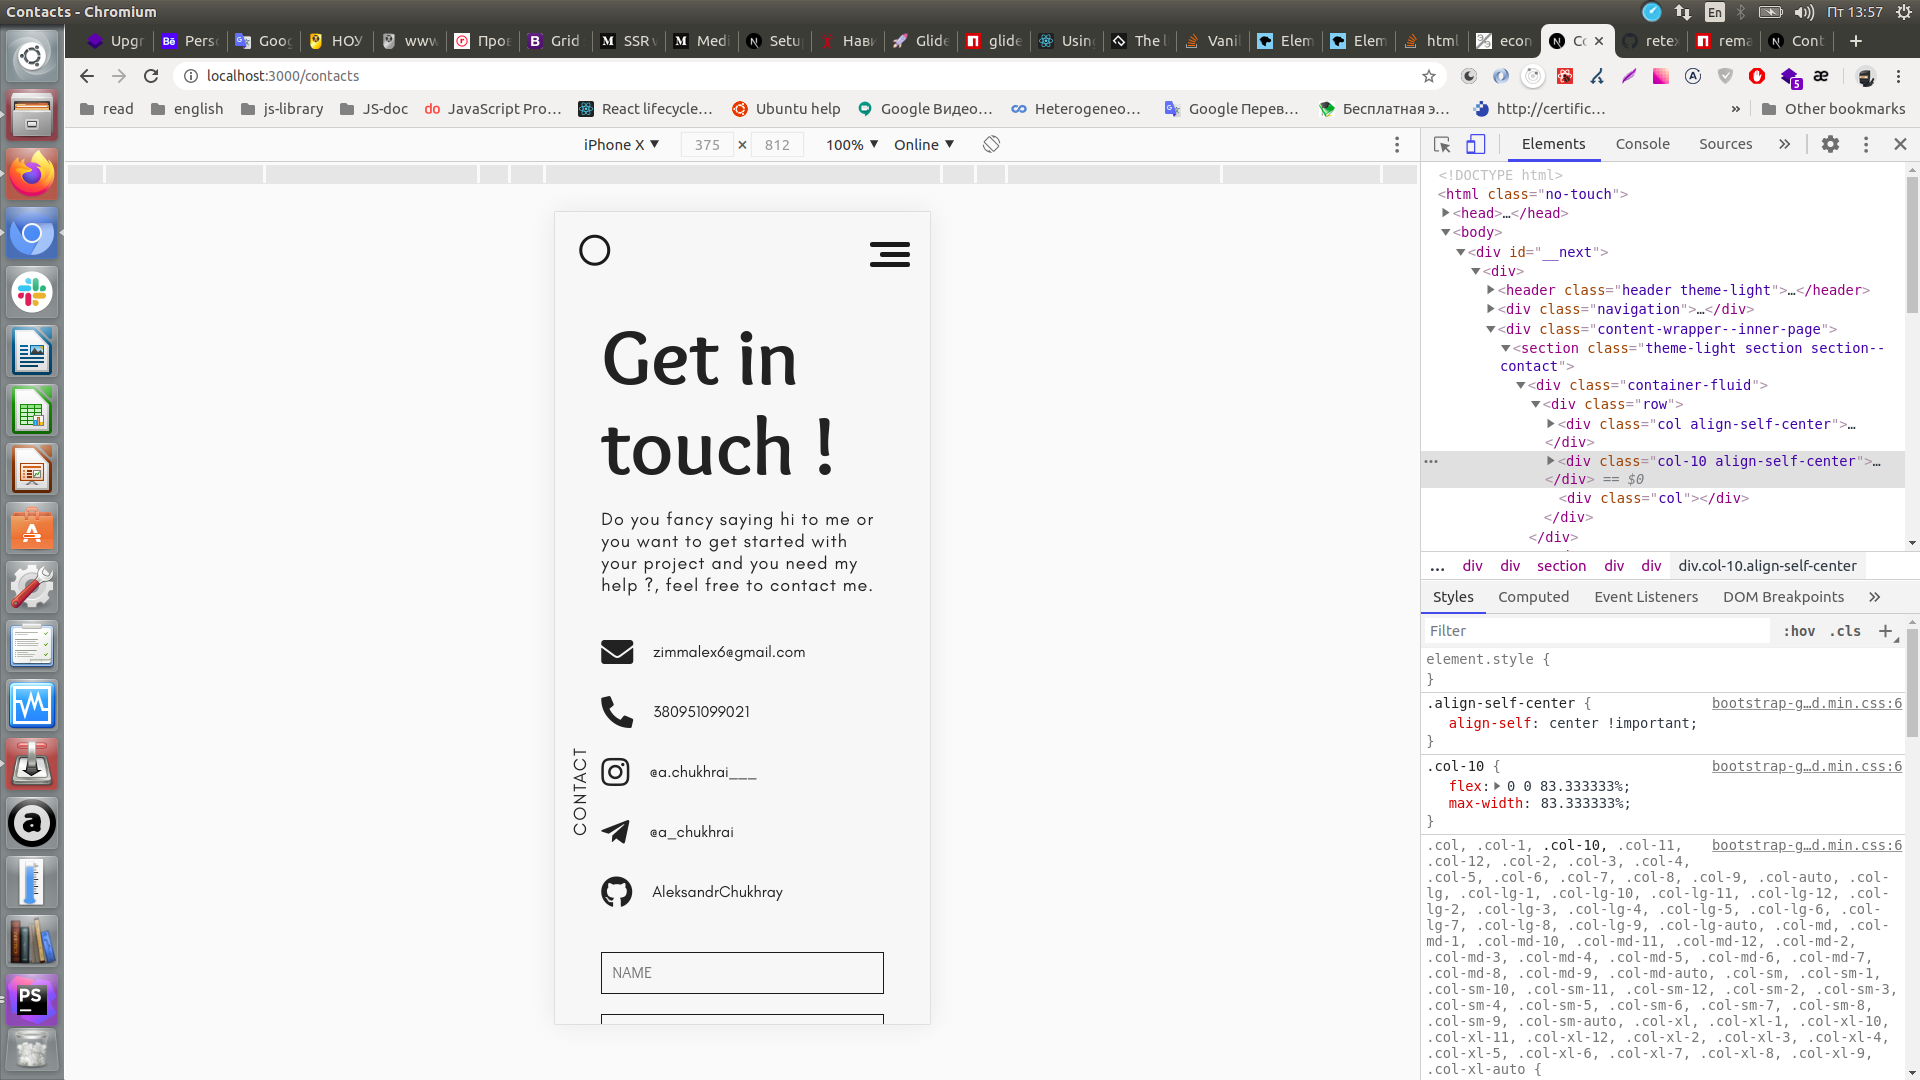 Contacts - Chromium
En
Пт 13:57
Upgr
Persc
Goog
НОУ
www
Про
Grid
SSR v
Medi
Setu
Нави
Glide
glide
Using
The l
Vanil
Elem
Elem
html
econ
Co
rete
rema
Cont
localhost:3000/contacts
read
english
js-library
JS-doc
JavaScript Pro…
React lifecycle…
Ubuntu help
Google Видео…
Heterogeneo…
Google Перев…
Бесплатная э…
http://certific…
»
Other bookmarks
iPhone X ▼ 375 × 812 100% ▼ Online ▼
Elements Console Sources »
<!DOCTYPE html>
<html class="no-touch">
<head>…</head>
<body>
<div id="__next">
<div>
<header class="header theme-light">…</header>
<div class="navigation">…</div>
<div class="content-wrapper--inner-page">
<section class="theme-light section section--
contact">
<div class="container-fluid">
<div class="row">
<div class="col align-self-center">…
</div>
<div class="col-10 align-self-center">…
</div> == $0
<div class="col"></div>
</div>
</div>
… div div section div div div.col-10.align-self-center
Styles Computed Event Listeners DOM Breakpoints »
Filter :hov .cls +
element.style {
}
.align-self-center { bootstrap-g…d.min.css:6
align-self: center !important;
}
.col-10 { bootstrap-g…d.min.css:6
flex: 0 0 83.333333%;
max-width: 83.333333%;
}
.col, .col-1, .col-10, .col-11, bootstrap-g…d.min.css:6
.col-12, .col-2, .col-3, .col-4,
.col-5, .col-6, .col-7, .col-8, .col-9, .col-auto, .col-
lg, .col-lg-1, .col-lg-10, .col-lg-11, .col-lg-12, .col-
lg-2, .col-lg-3, .col-lg-4, .col-lg-5, .col-lg-6, .col-
lg-7, .col-lg-8, .col-lg-9, .col-lg-auto, .col-md, .col-
md-1, .col-md-10, .col-md-11, .col-md-12, .col-md-2,
.col-md-3, .col-md-4, .col-md-5, .col-md-6, .col-md-7,
.col-md-8, .col-md-9, .col-md-auto, .col-sm, .col-sm-1,
.col-sm-10, .col-sm-11, .col-sm-12, .col-sm-2, .col-sm-3,
.col-sm-4, .col-sm-5, .col-sm-6, .col-sm-7, .col-sm-8,
.col-sm-9, .col-sm-auto, .col-xl, .col-xl-1, .col-xl-10,
.col-xl-11, .col-xl-12, .col-xl-2, .col-xl-3, .col-xl-4,
.col-xl-5, .col-xl-6, .col-xl-7, .col-xl-8, .col-xl-9,
.col-xl-auto {
Get in
touch !
Do you fancy saying hi to me or
you want to get started with
your project and you need my
help ?, feel free to contact me.
zimmalex6@gmail.com
380951099021
@a.chukhrai___
@a_chukhrai
AleksandrChukhray
CONTACT
NAME
PS